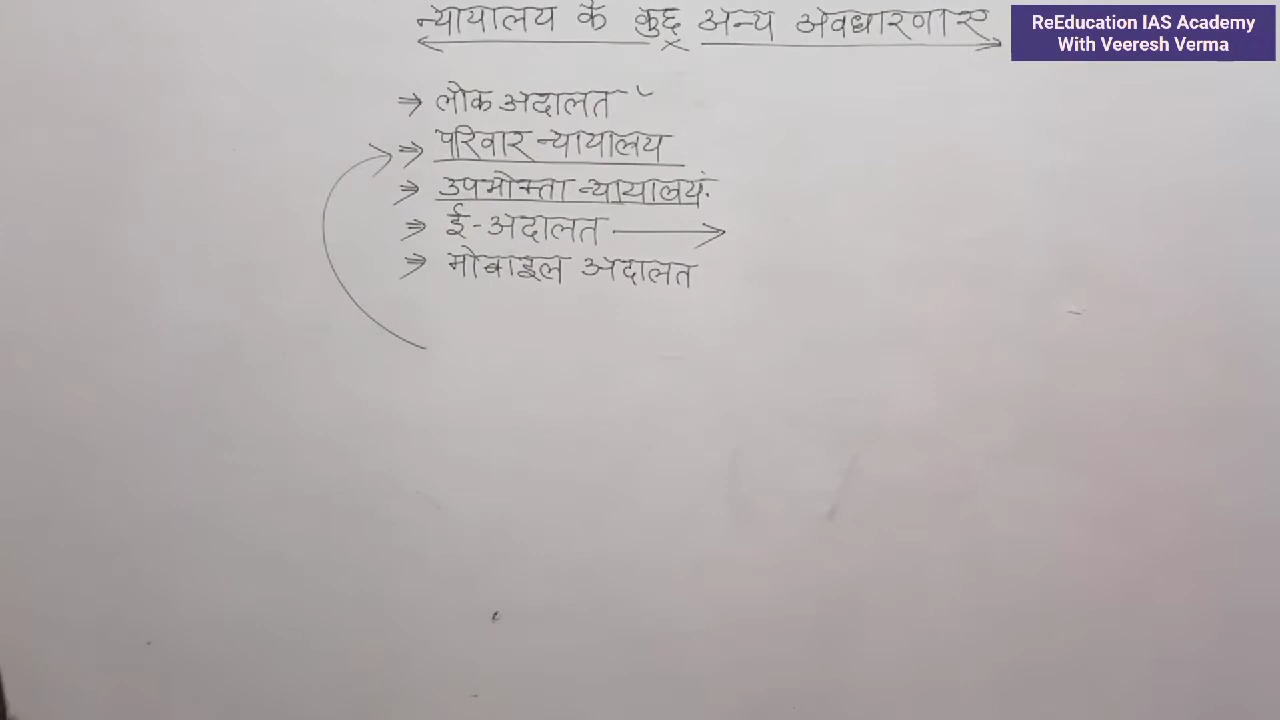 न्यायालय के कुछ अन्य अवधारणाए
ReEducation IAS Academy
With Veeresh Verma
⇒ लोक अदालत
⇒ परिवार न्यायालय
⇒ उपभोक्ता न्यायालयं
⇒ ई-अदालत →
⇒ मोबाइल अदालत